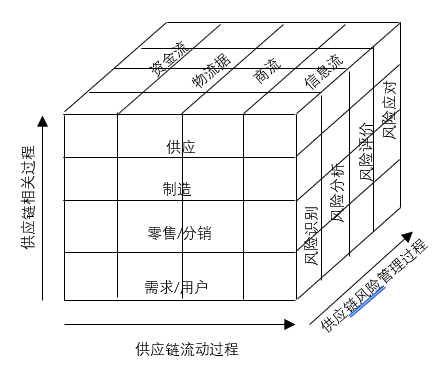 资金流
物流据
商流
信息流
供应
制造
零售/分销
需求/用户
风险识别
风险分析
风险评价
风险应对
供应链相关过程
供应链流动过程
供应链风险管理过程